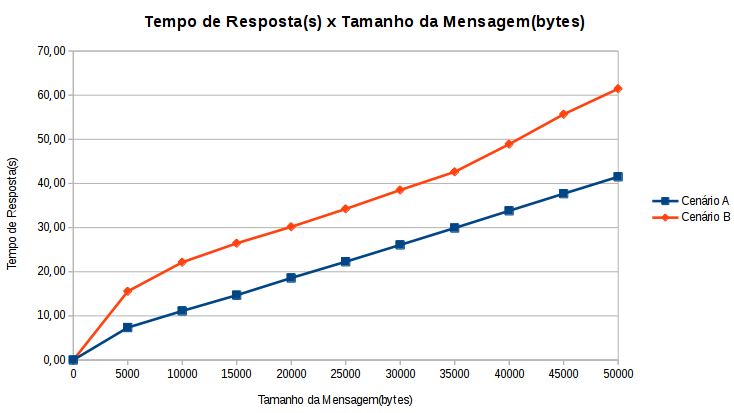 Tempo de Resposta(s) x Tamanho da Mensagem(bytes)
70,00
60,00
50,00
40,00
30,00
20,00
10,00
0,00
Tempo de Resposta(s)
0 5000 10000 15000 20000 25000 30000 35000 40000 45000 50000
Tamanho da Mensagem(bytes)
Cenário A
Cenário B